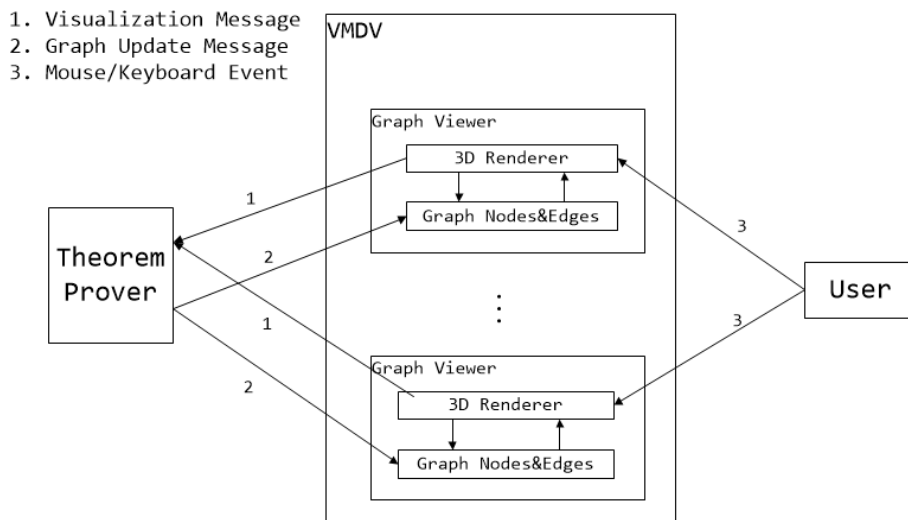 1. Visualization Message
2. Graph Update Message
3. Mouse/Keyboard Event
VMDV
Graph Viewer
3D Renderer
Graph Nodes&Edges
1
2
3
Theorem
Prover
User
1
2
3
Graph Viewer
3D Renderer
Graph Nodes&Edges